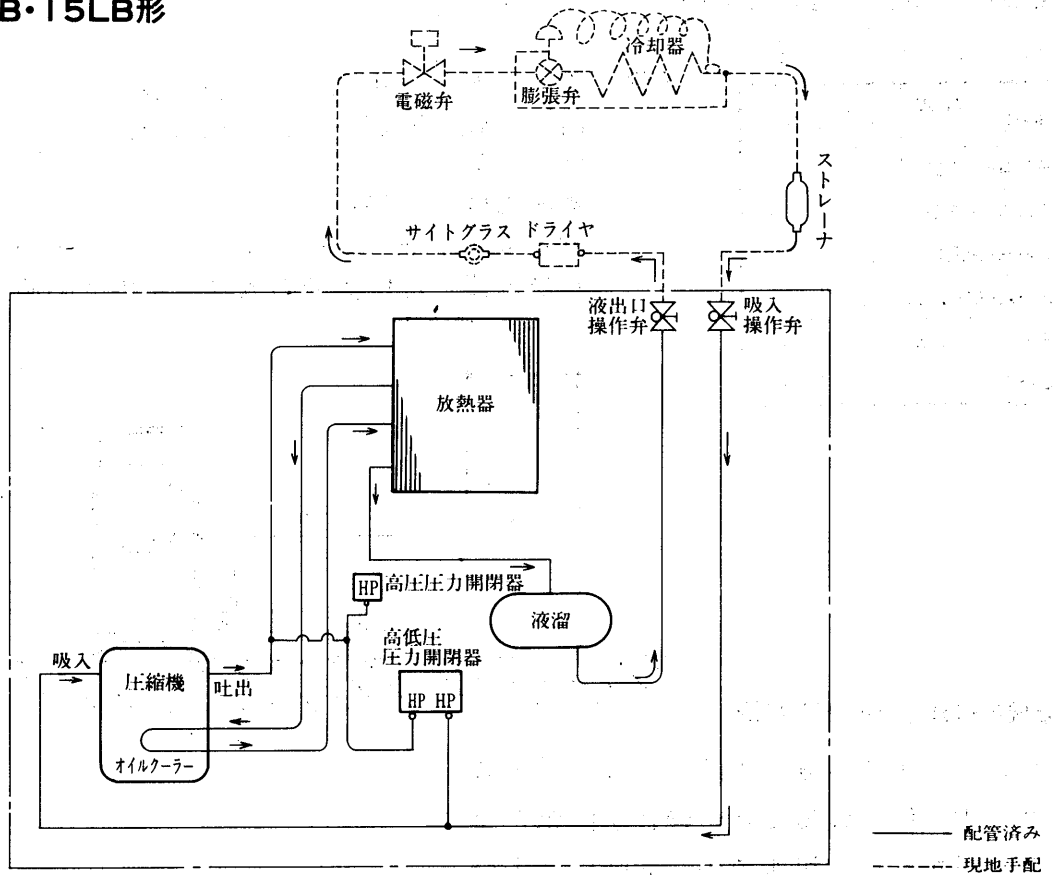 B・15LB形
冷却器
電磁弁
膨張弁
ストレーナ
サイトグラス
ドライヤ
液出口
操作弁
吸入
操作弁
放熱器
HP
高圧圧力開閉器
液溜
高低圧
圧力開閉器
HP HP
吸入
圧縮機
吐出
オイルクーラー
配管済み
現地手配